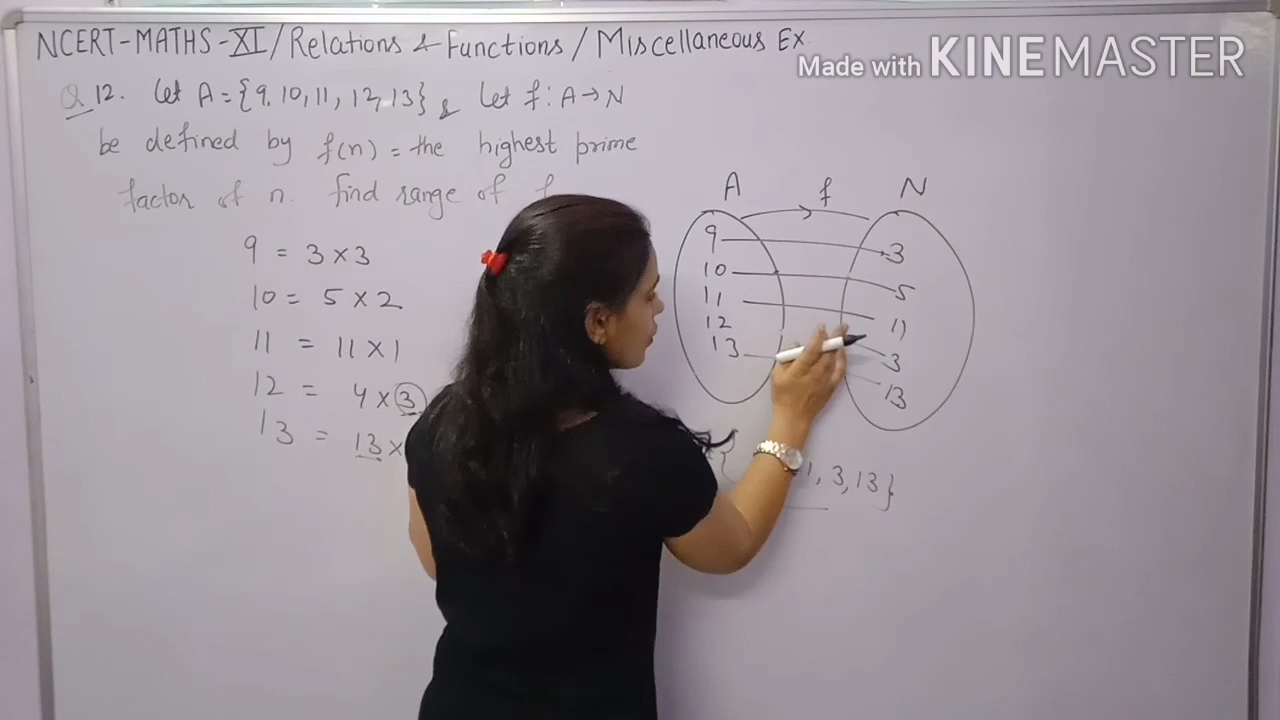 NCERT-MATHS-XI/Relations & Functions/Miscellaneous Ex.
Made with KINEMASTER
Q 12. Let A = {9, 10, 11, 12, 13} & Let f: A → N
be defined by f(n) = the highest prime
factor of n. Find range of f
9 = 3 × 3
10 = 5 × 2
11 = 11 × 1
12 = 4 × 3
13 = 13 ×
A f N
9 3
10 5
11 11
12 3
13 13
{ 1, 3, 13}